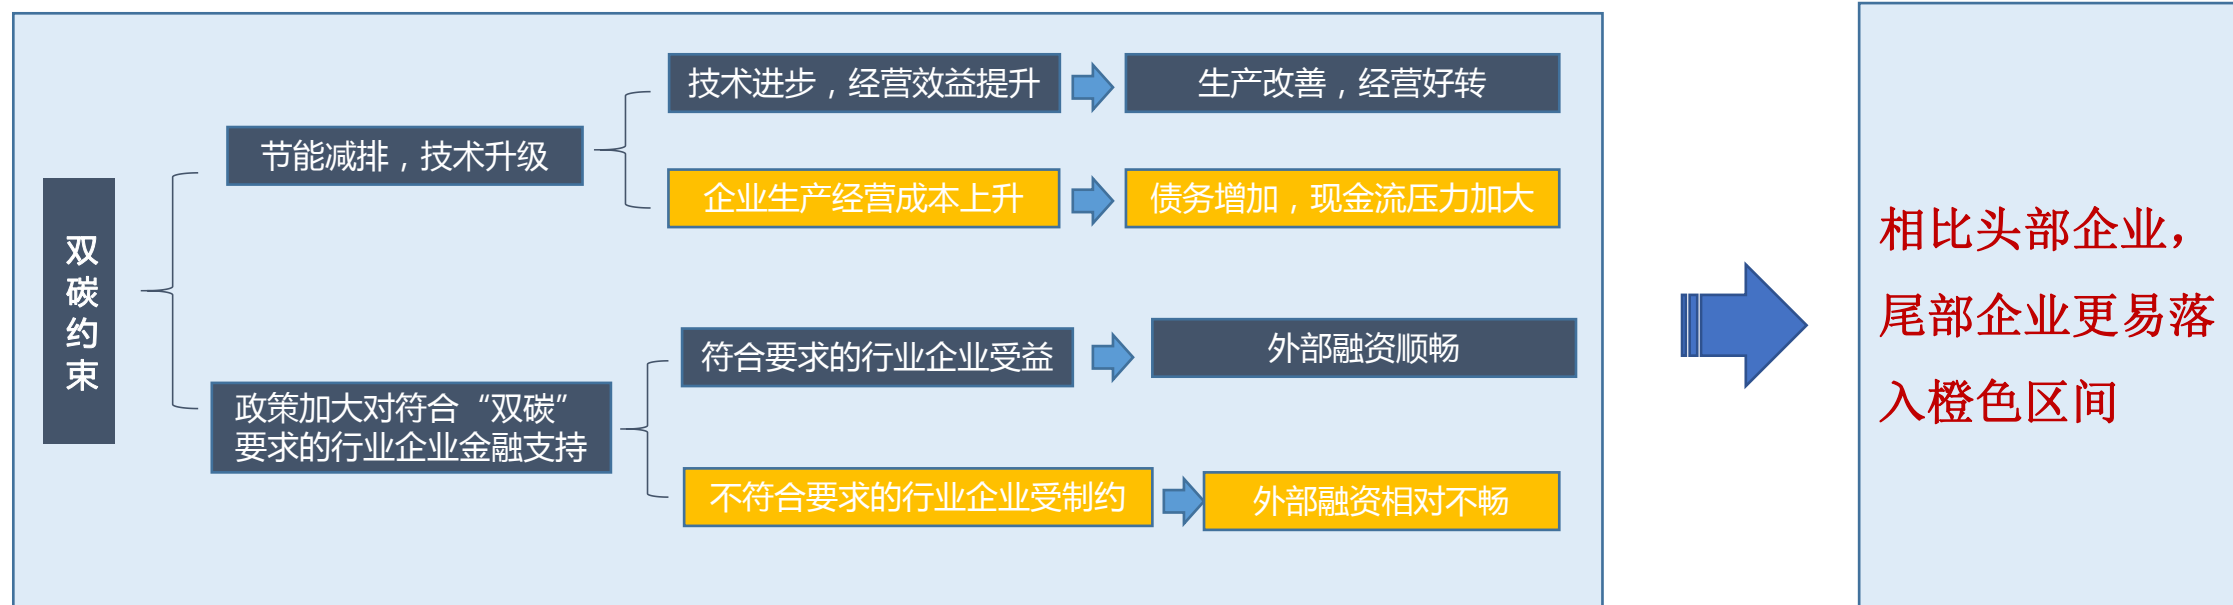 双碳约束
节能减排，技术升级
技术进步，经营效益提升
生产改善，经营好转
企业生产经营成本上升
债务增加，现金流压力加大
政策加大对符合“双碳”
要求的行业企业金融支持
符合要求的行业企业受益
外部融资顺畅
不符合要求的行业企业受制约
外部融资相对不畅
相比头部企业，
尾部企业更易落
入橙色区间